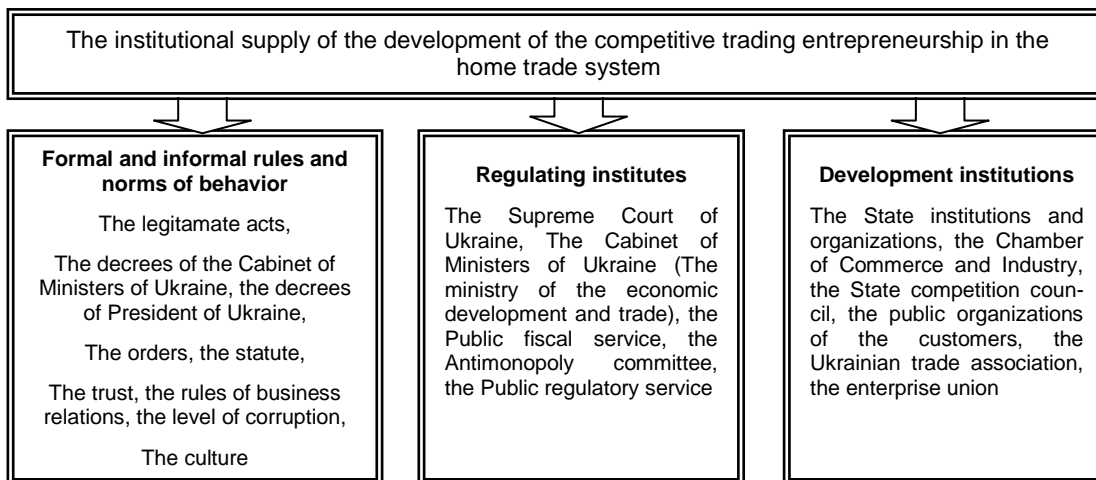 The institutional supply of the development of the competitive trading entrepreneurship in the
home trade system
Formal and informal rules and
norms of behavior
The legitamate acts,
The decrees of the Cabinet of
Ministers of Ukraine, the decrees
of President of Ukraine,
The orders, the statute,
The trust, the rules of business
relations, the level of corruption,
The culture
Regulating institutes
The Supreme Court of
Ukraine, The Cabinet of
Ministers of Ukraine (The
ministry of the economic
development and trade), the
Public fiscal service, the
Antimonopoly committee,
the Public regulatory service
Development institutions
The State institutions and
organizations, the Chamber
of Commerce and Industry,
the State competition coun-
cil, the public organizations
of the customers, the
Ukrainian trade association,
the enterprise union